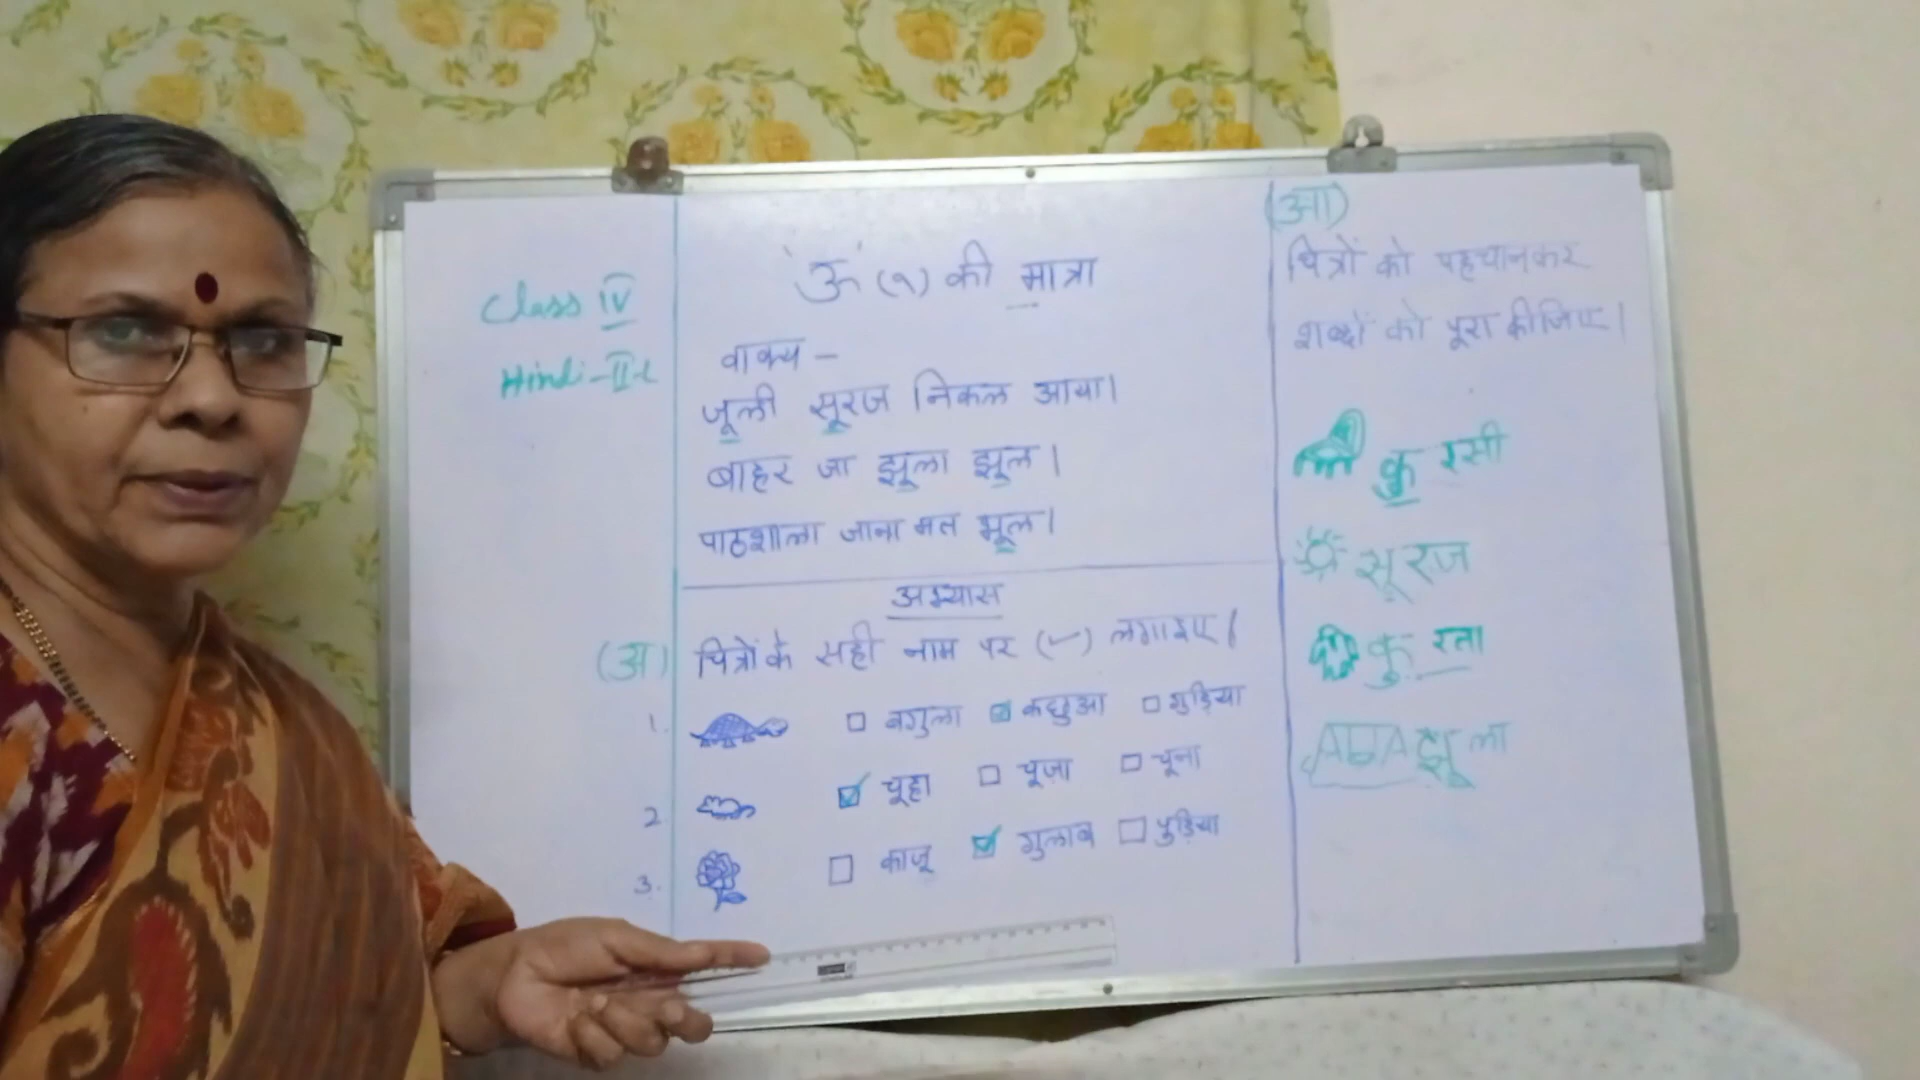 Class IV
Hindi-II-L
'ऊ' (ू) की मात्रा
वाक्य –
जूली सूरज निकल आया।
बाहर जा झूला झूल।
पाठशाला जाना मत भूल।
अभ्यास
(अ) चित्रों के सही नाम पर (✓) लगाइए।
1. □ बगुला ☑ कछुआ □ गुड़िया
2. ☑ चूहा □ चूजा □ चूना
3. □ काजू ☑ गुलाब □ पुड़िया
(आ)
चित्रों को पहचानकर
शब्दों को पूरा कीजिए।
कु रसी
सूरज
कु रता
झूला